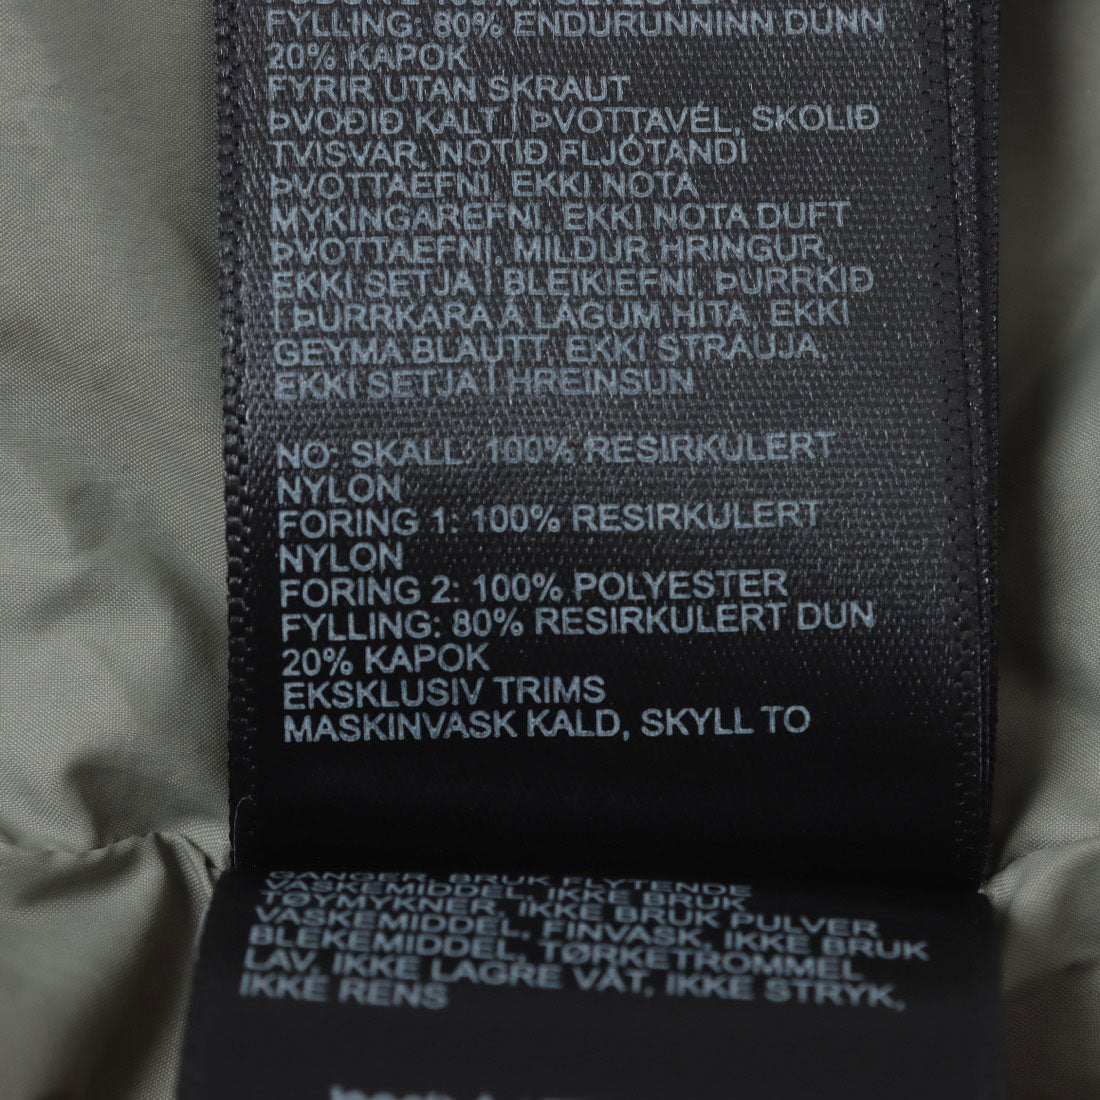 FYLLING: 80% ENDURUNNINN DÚNN
20% KAPOK
FYRIR UTAN SKRAUT
ÞVOÐIÐ KALT Í ÞVOTTAVÉL, SKOLIÐ
TVISVAR, NOTIÐ FLJÓTANDI
ÞVOTTAEFNI, EKKI NOTA
MÝKINGAREFNI, EKKI NOTA DUFT
ÞVOTTAEFNI, MILDUR HRINGUR,
EKKI SETJA Í BLEIKIEFNI, ÞURRKIÐ
Í ÞURRKARA Á LÁGUM HITA, EKKI
GEYMA BLAUTT, EKKI STRAUJA,
EKKI SETJA Í HREINSUN
NO: SKALL: 100% RESIRKULERT
NYLON
FORING 1: 100% RESIRKULERT
NYLON
FORING 2: 100% POLYESTER
FYLLING: 80% RESIRKULERT DUN
20% KAPOK
EKSKLUSIV TRIMS
MASKINVASK KALD, SKYLL TO
GANGER, BRUK FLYTENDE
VASKEMIDDEL, IKKE BRUK
TØYMYKNER, IKKE BRUK PULVER
VASKEMIDDEL, FINVASK, IKKE BRUK
BLEKEMIDDEL, TØRKETROMMEL
LAV, IKKE LAGRE VÅT, IKKE STRYK,
IKKE RENS